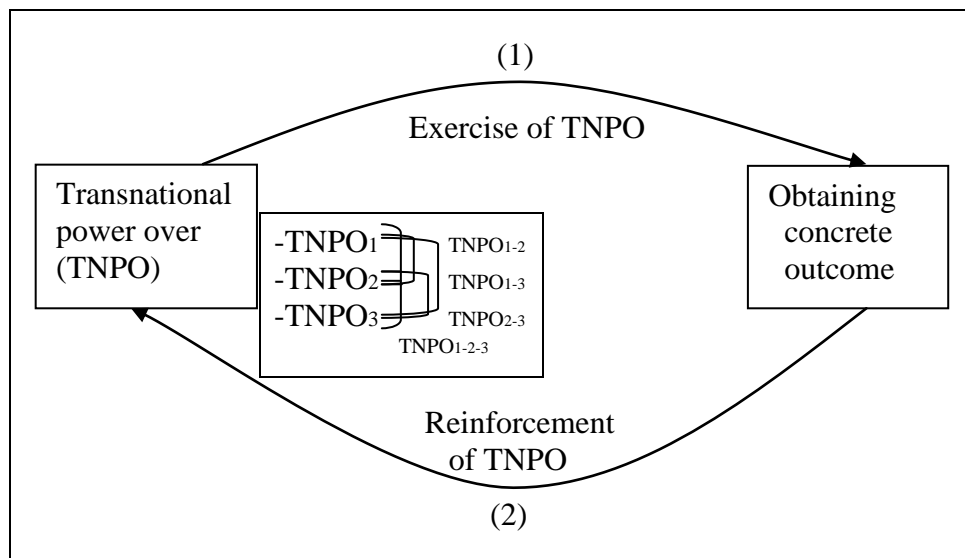 (1)
Exercise of TNPO
Transnational
power over
(TNPO)
Obtaining
concrete
outcome
-TNPO1
-TNPO2
-TNPO3
TNPO1-2
TNPO1-3
TNPO2-3
TNPO1-2-3
Reinforcement
of TNPO
(2)